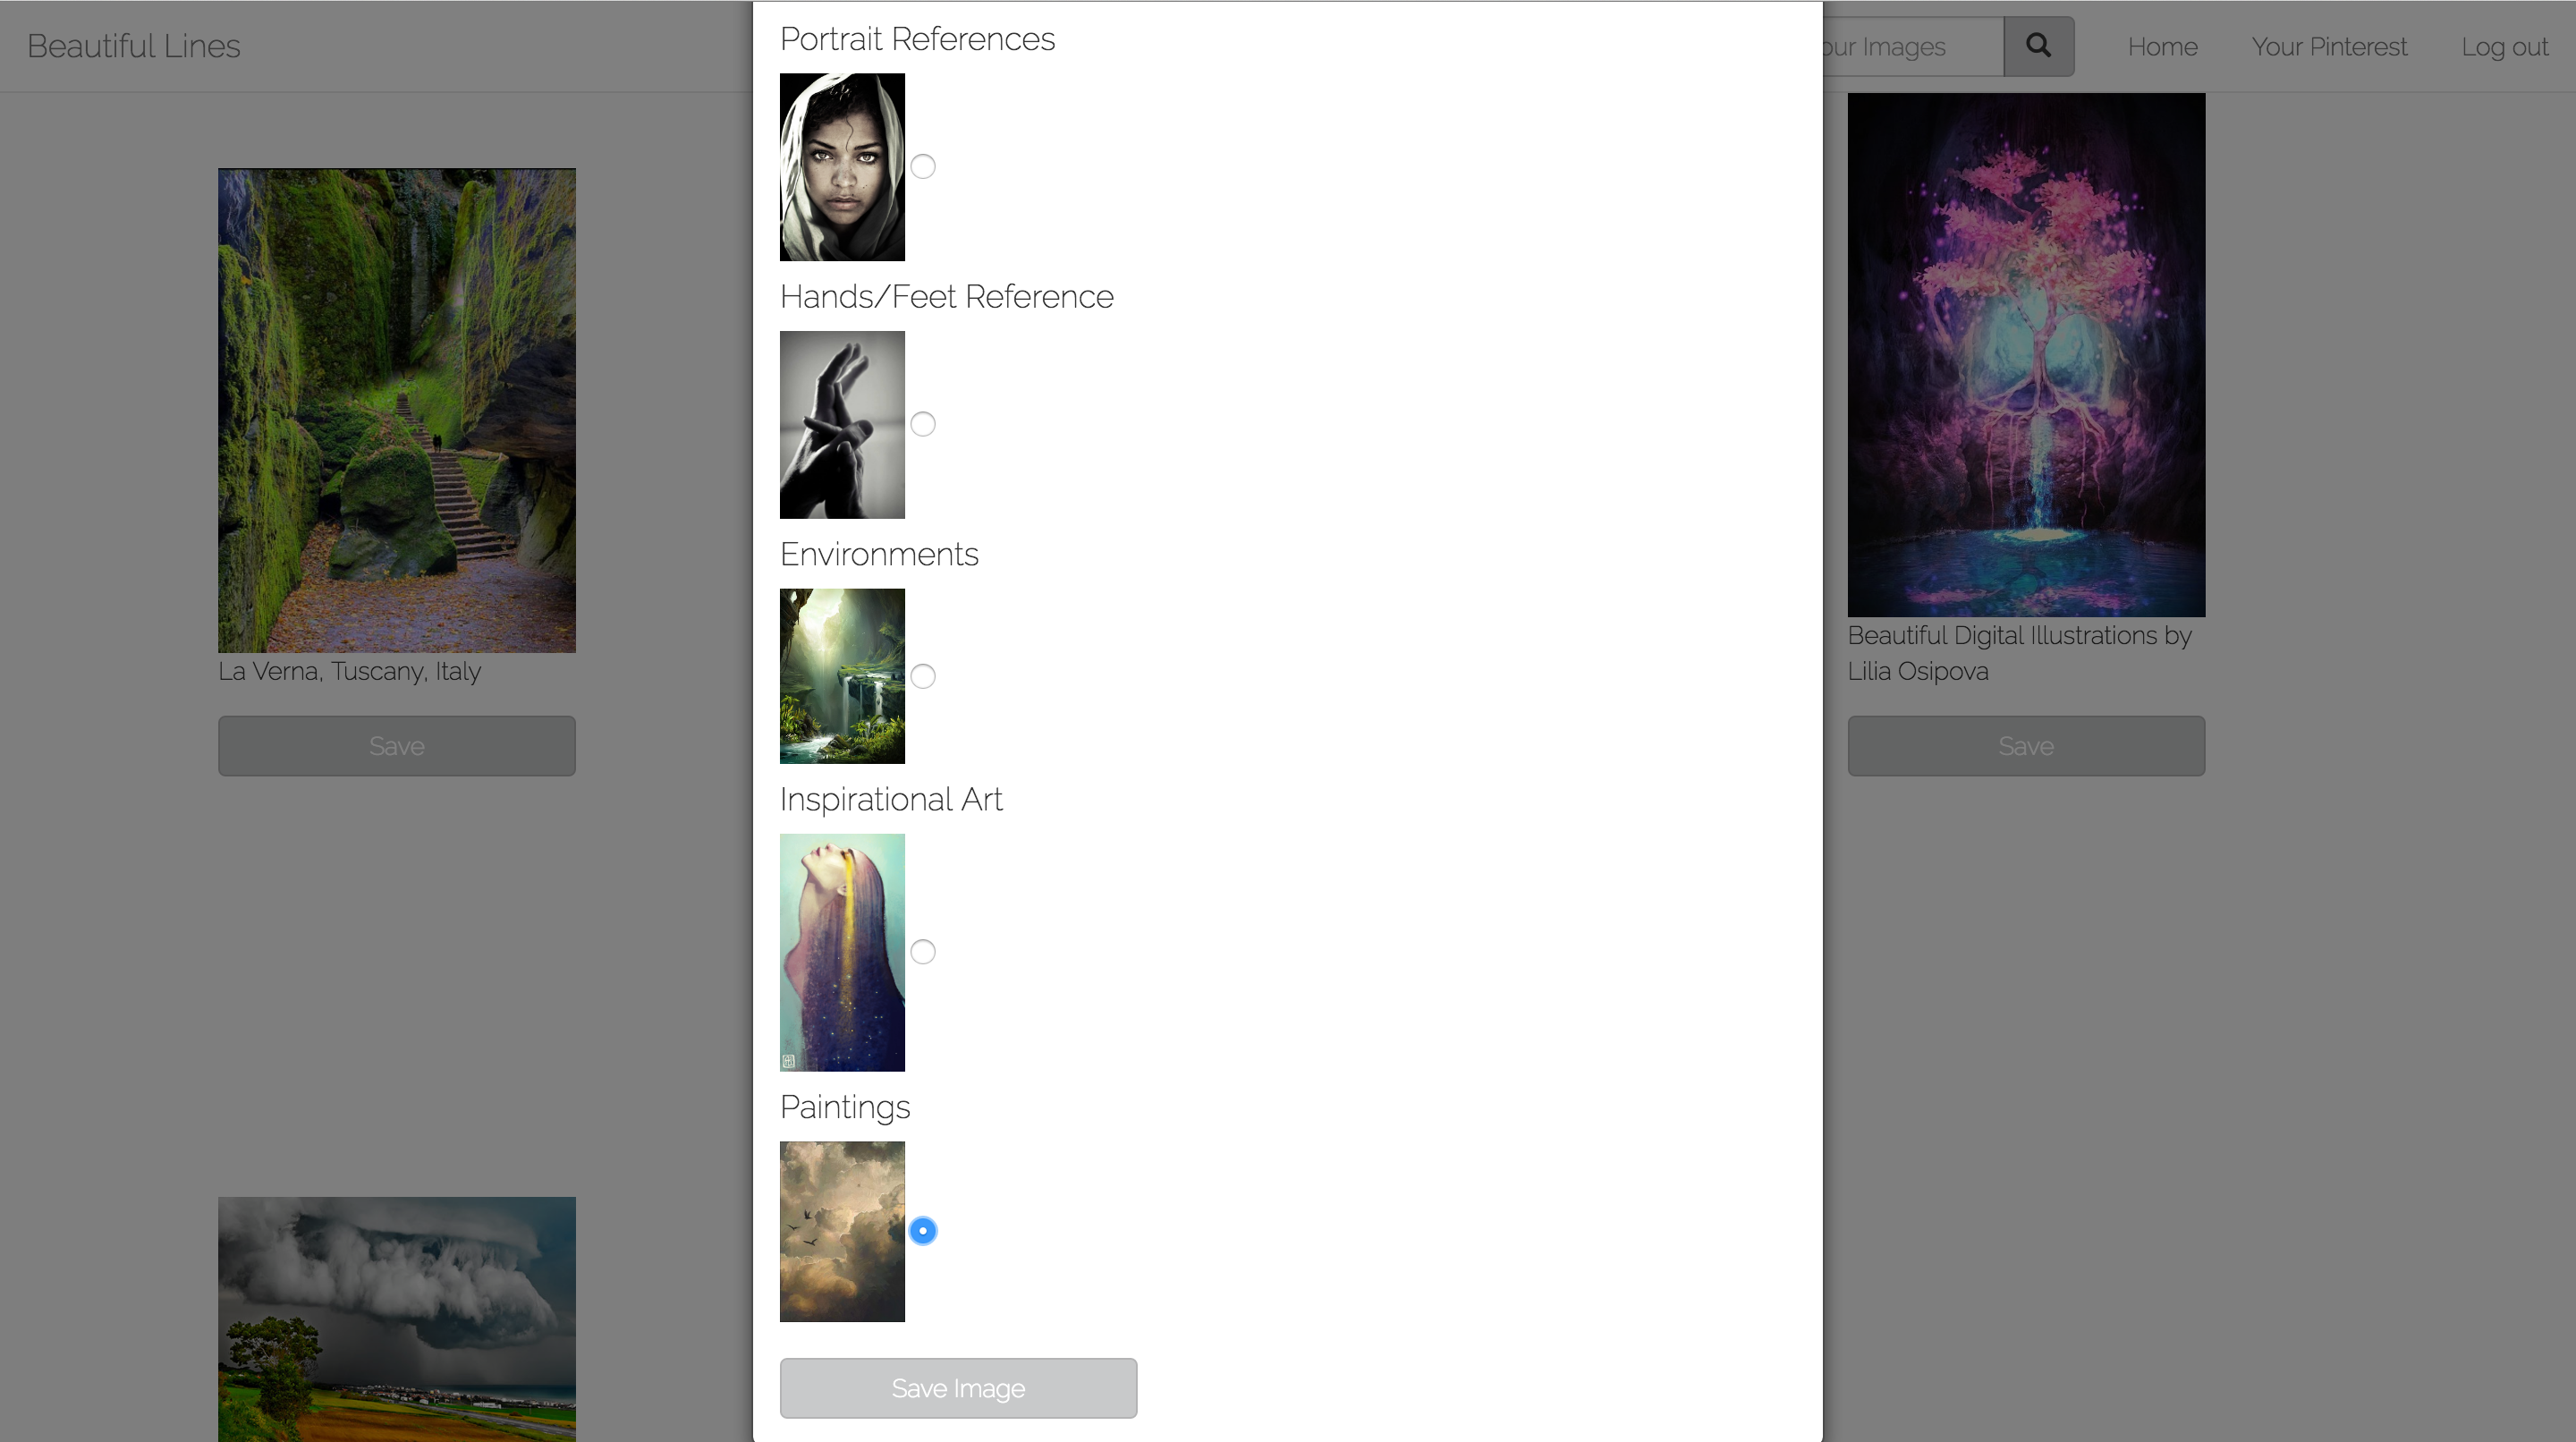 Beautiful Lines
our Images
Home
Your Pinterest
Log out
Portrait References
Hands/Feet Reference
Environments
Inspirational Art
Paintings
Save Image
La Verna, Tuscany, Italy
Save
Beautiful Digital Illustrations by
Lilia Osipova
Save